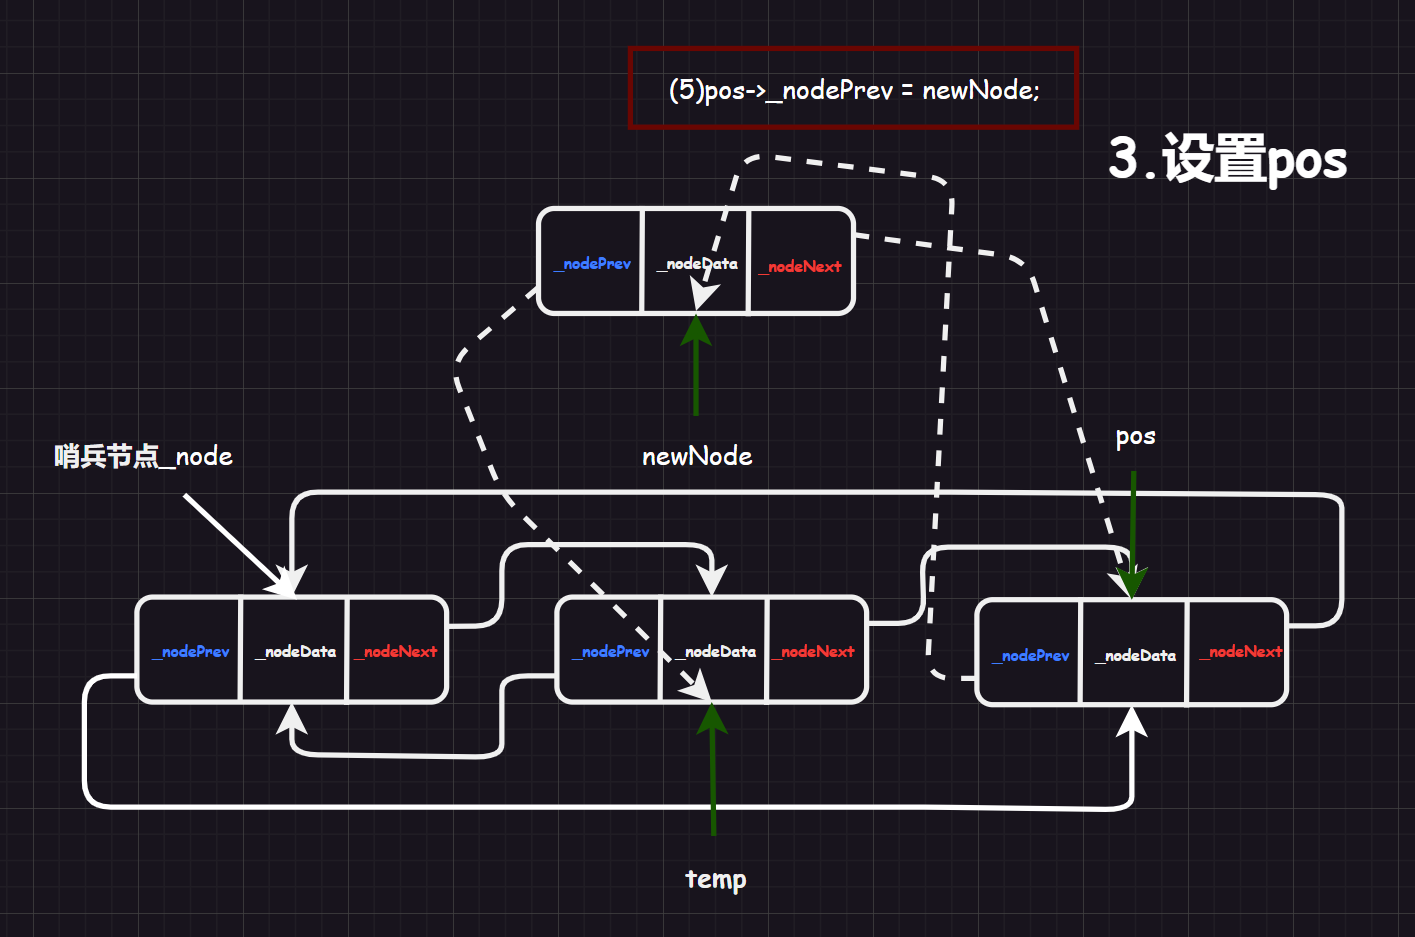 (5)pos->_nodePrev = newNode;
3.设置pos
_nodePrev _nodeData _nodeNext
哨兵节点_node
newNode
pos
_nodePrev _nodeData _nodeNext
_nodePrev _nodeData _nodeNext
_nodePrev _nodeData _nodeNext
temp